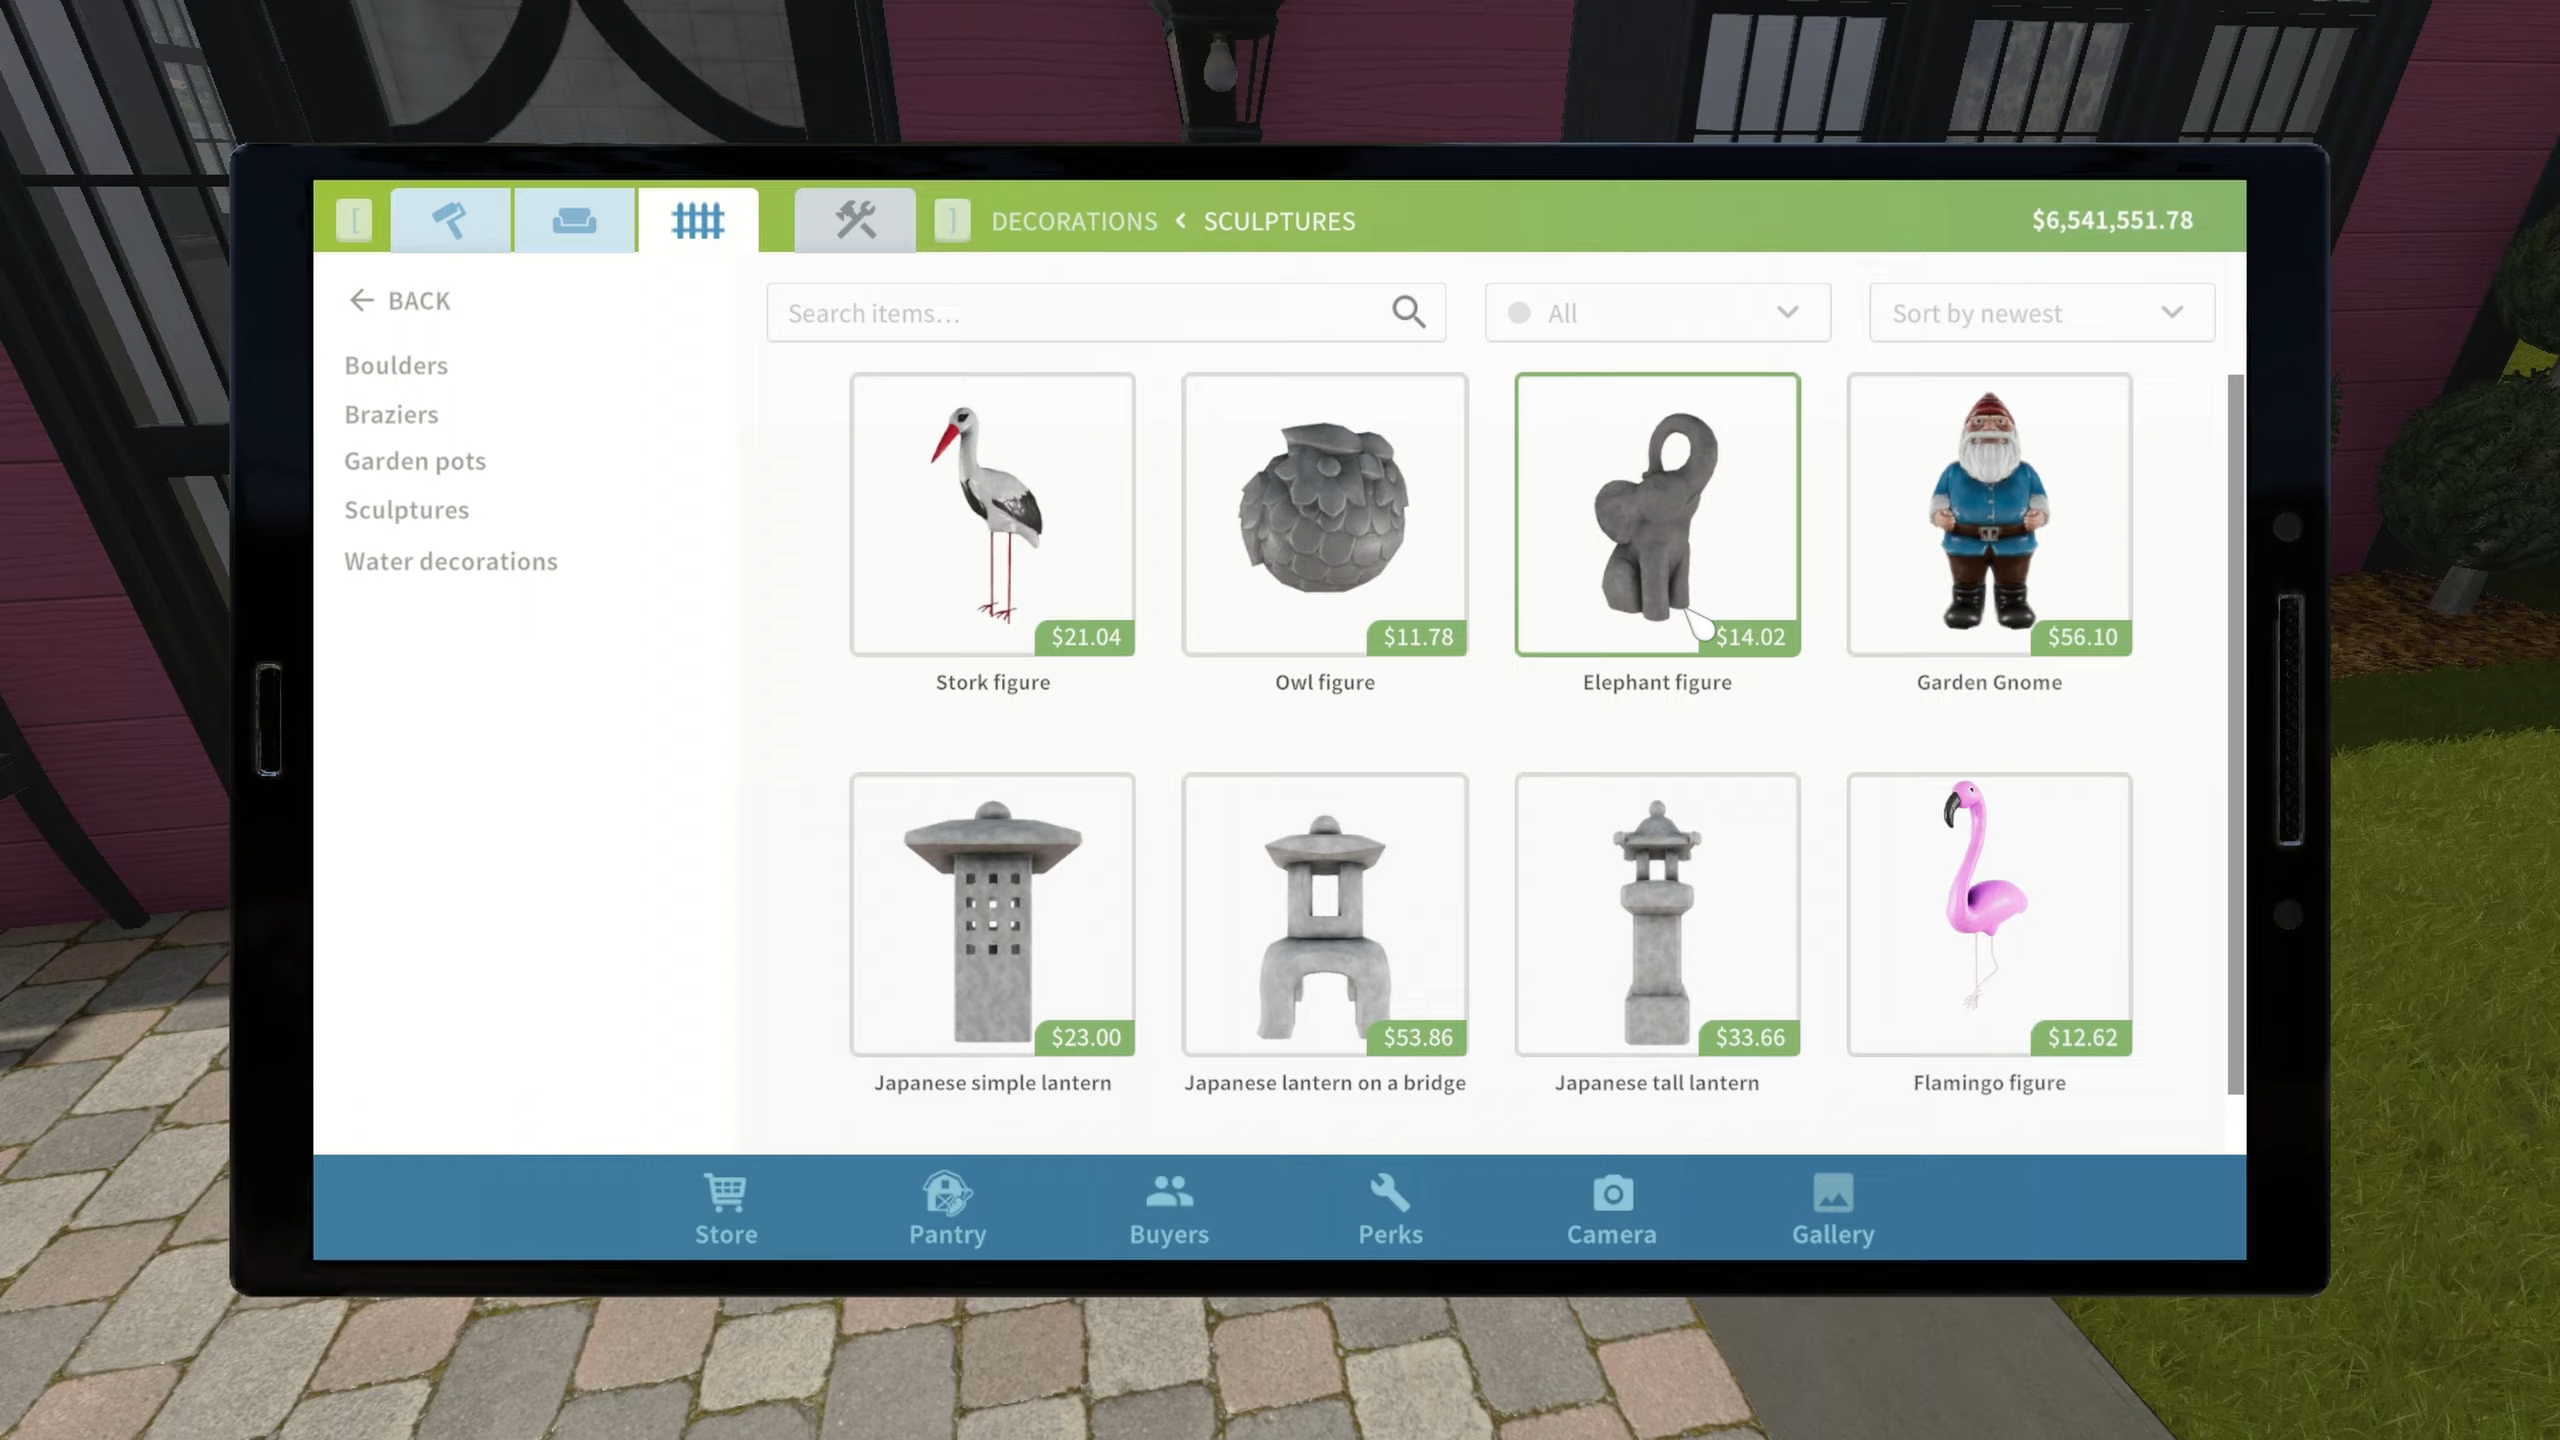 [
]
DECORATIONS < SCULPTURES
$6,541,551.78
BACK
Boulders
Braziers
Garden pots
Sculptures
Water decorations
Search items...
All
Sort by newest
$21.04
$11.78
$14.02
$56.10
Stork figure
Owl figure
Elephant figure
Garden Gnome
$23.00
$53.86
$33.66
$12.62
Japanese simple lantern
Japanese lantern on a bridge
Japanese tall lantern
Flamingo figure
Store
Pantry
Buyers
Perks
Camera
Gallery